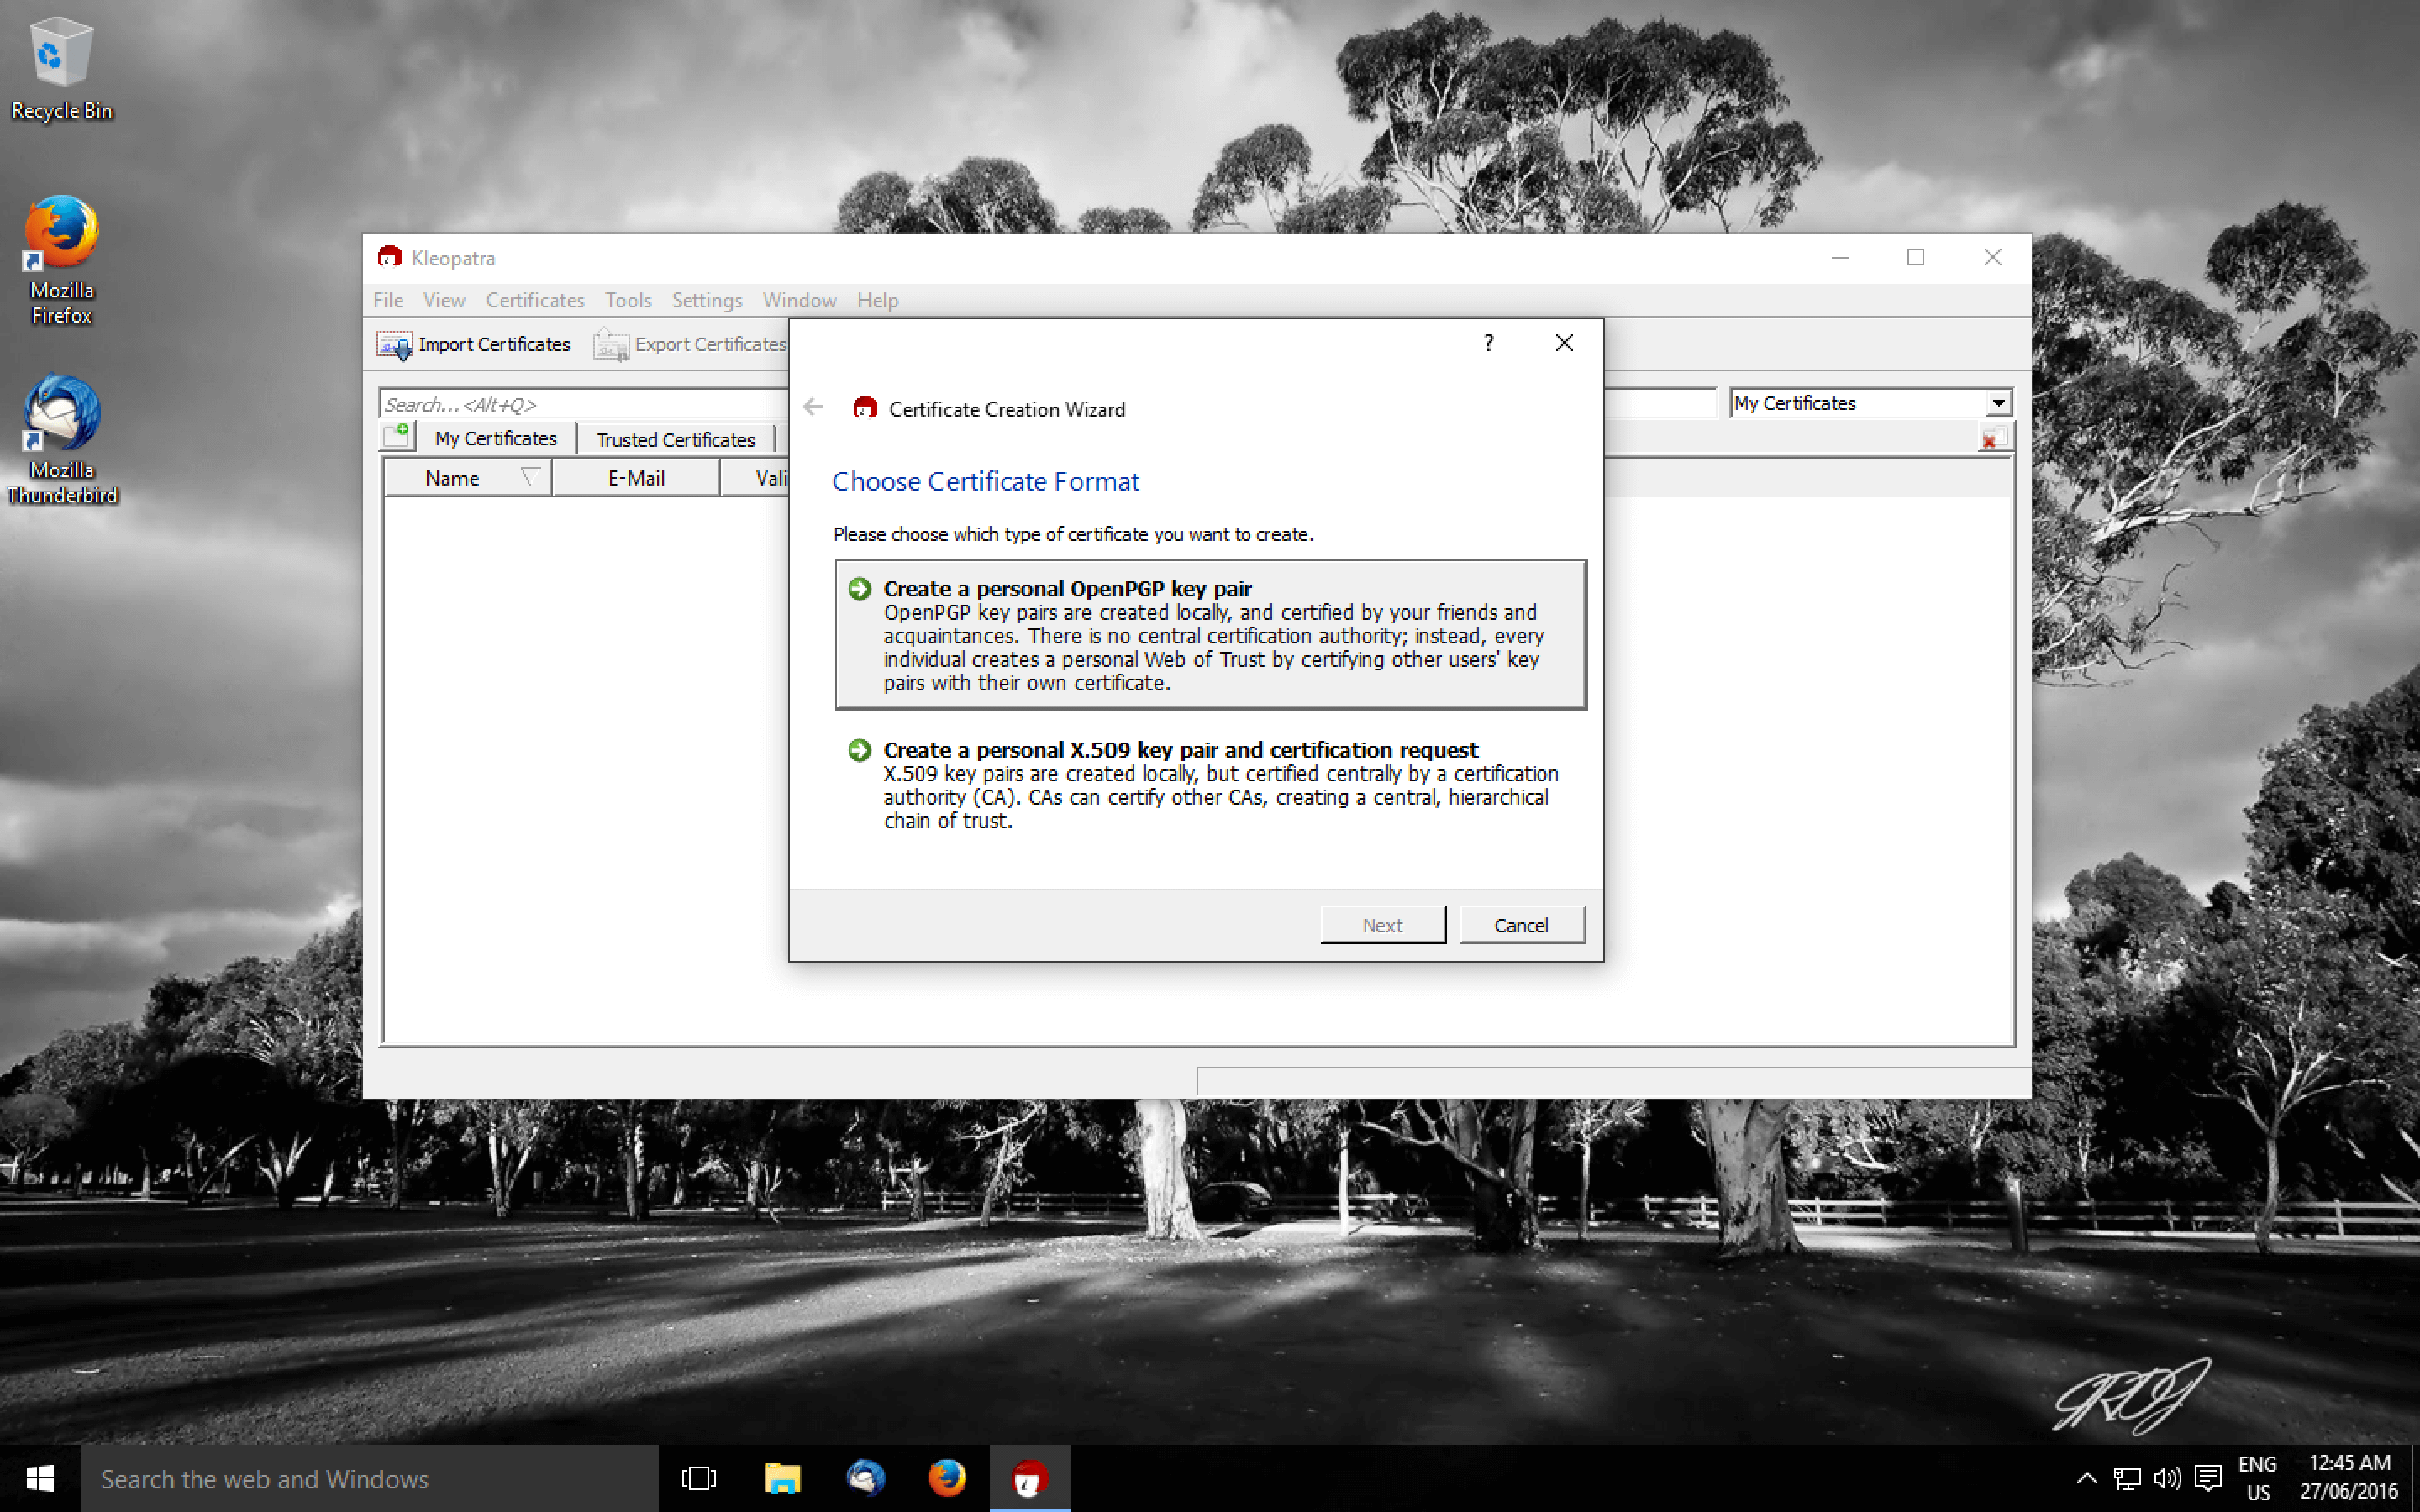 Recycle Bin
Mozilla
Firefox
Mozilla
Thunderbird
Kleopatra
File View Certificates Tools Settings Window Help
Import Certificates Export Certificates
Search...<Alt+Q>
My Certificates
My Certificates Trusted Certificates
Name E-Mail Vali
?
Certificate Creation Wizard
Choose Certificate Format
Please choose which type of certificate you want to create.
Create a personal OpenPGP key pair
OpenPGP key pairs are created locally, and certified by your friends and
acquaintances. There is no central certification authority; instead, every
individual creates a personal Web of Trust by certifying other users' key
pairs with their own certificate.
Create a personal X.509 key pair and certification request
X.509 key pairs are created locally, but certified centrally by a certification
authority (CA). CAs can certify other CAs, creating a central, hierarchical
chain of trust.
Next Cancel
Search the web and Windows
ENG
US
12:45 AM
27/06/2016